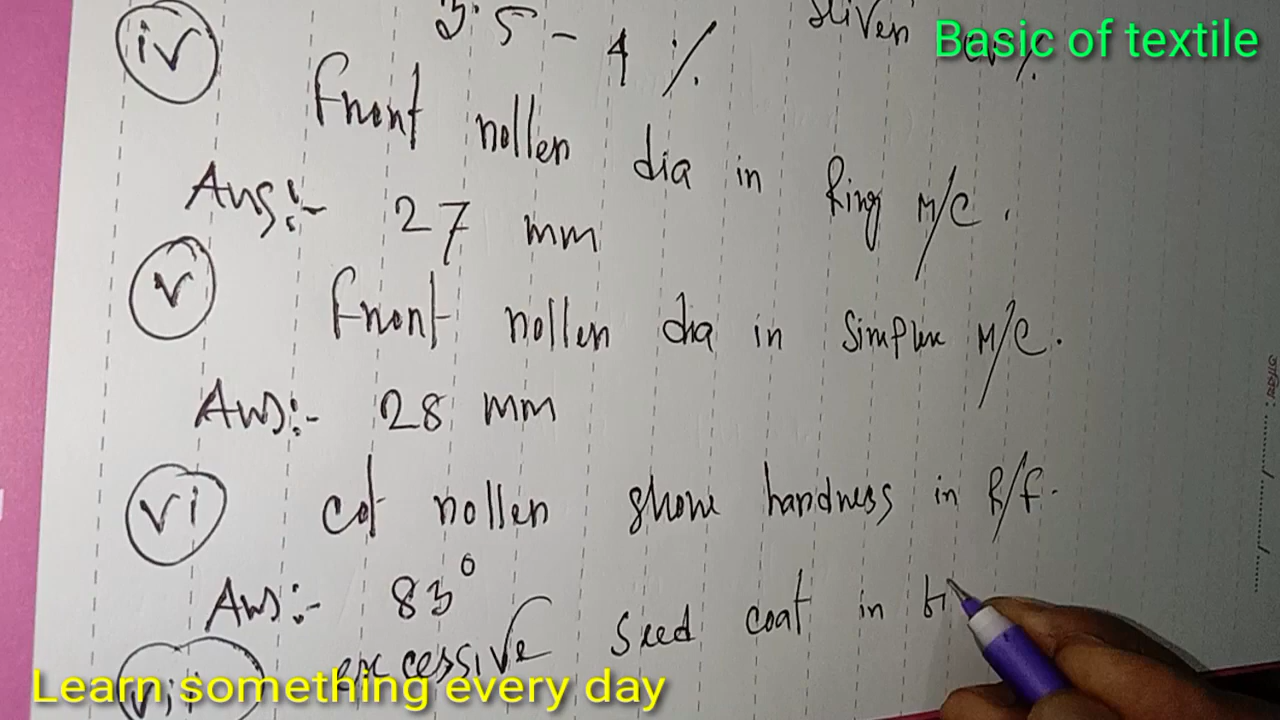 3.5 - 4 %
Basic of textile
iv Front roller dia in Ring M/C.
Ans:- 27 mm
v Front roller dia in simplex M/C.
Ans:- 28 mm
vi cot roller shore hardness in R/F.
Ans:- 83°
vii excessive seed coat in
Learn something every day